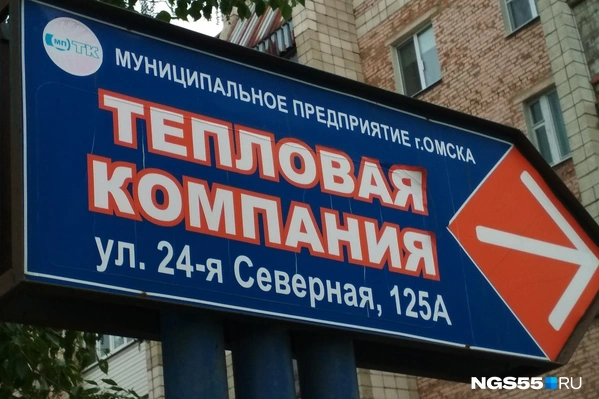 МП ТК
МУНИЦИПАЛЬНОЕ ПРЕДПРИЯТИЕ г.ОМСКА
ТЕПЛОВАЯ
КОМПАНИЯ
ул. 24-я Северная, 125А
NGS55 RU